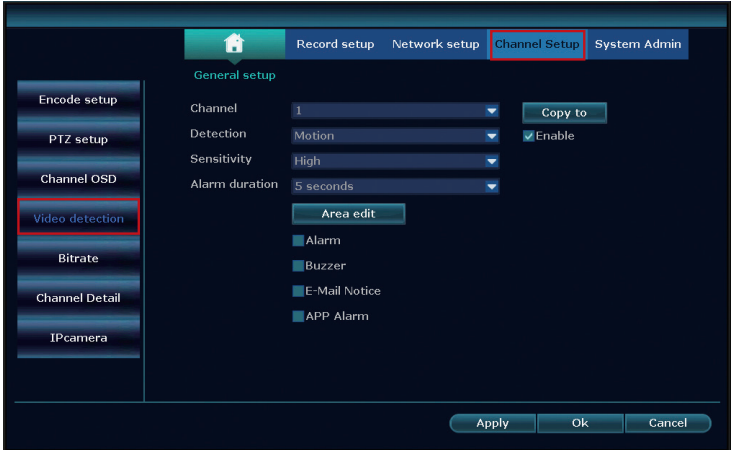 Record setup Network setup Channel Setup System Admin
General setup
Encode setup
PTZ setup
Channel OSD
Video detection
Bitrate
Channel Detail
IPcamera
Channel 1 Copy to
Detection Motion Enable
Sensitivity High
Alarm duration 5 seconds
Area edit
Alarm
Buzzer
E-Mail Notice
APP Alarm
Apply Ok Cancel